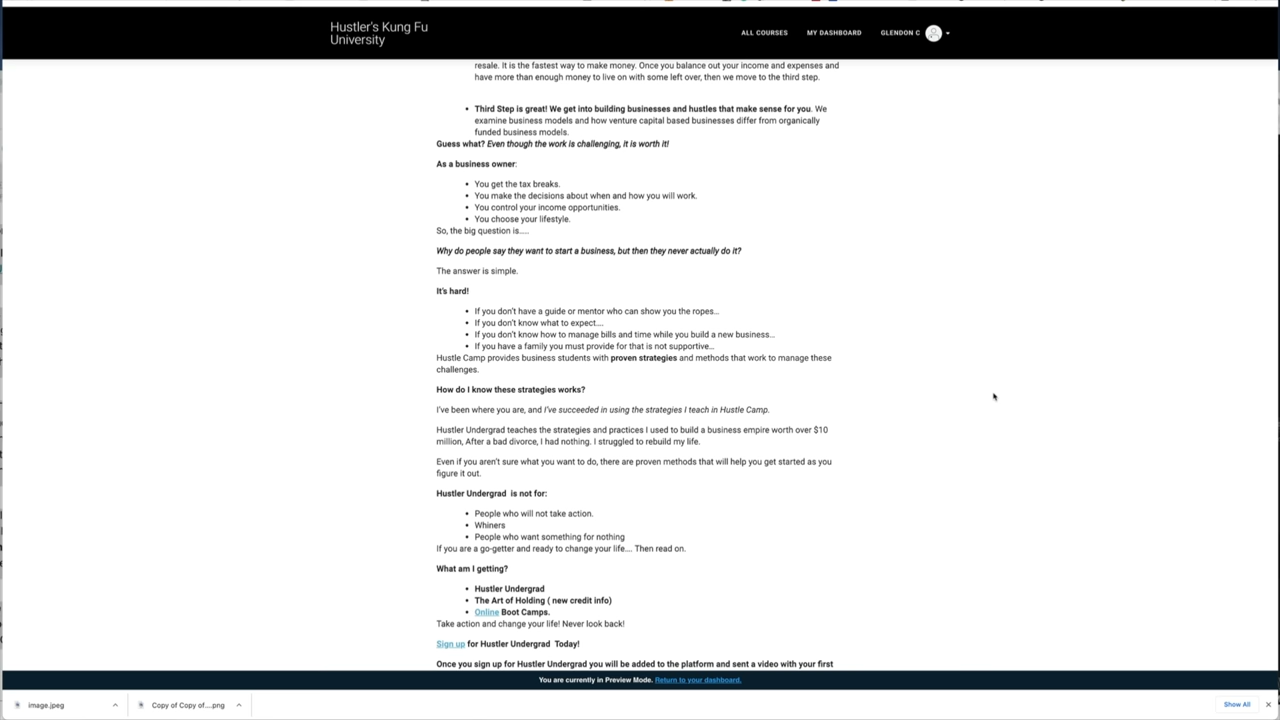 Hustler's Kung Fu
University
ALL COURSES MY DASHBOARD GLENDON C
resale. It is the fastest way to make money. Once you balance out your income and expenses and
have more than enough money to live on with some left over, then we move to the third step.
• Third Step is great! We get into building businesses and hustles that make sense for you. We
examine business models and how venture capital based businesses differ from organically
funded business models.
Guess what? Even though the work is challenging, it is worth it!
As a business owner:
• You get the tax breaks.
• You make the decisions about when and how you will work.
• You control your income opportunities.
• You choose your lifestyle.
So, the big question is.....
Why do people say they want to start a business, but then they never actually do it?
The answer is simple.
It's hard!
• If you don't have a guide or mentor who can show you the ropes...
• If you don't know what to expect....
• If you don't know how to manage bills and time while you build a new business...
• If you have a family you must provide for that is not supportive...
Hustle Camp provides business students with proven strategies and methods that work to manage these
challenges.
How do I know these strategies works?
I've been where you are, and I've succeeded in using the strategies I teach in Hustle Camp.
Hustler Undergrad teaches the strategies and practices I used to build a business empire worth over $10
million, After a bad divorce, I had nothing. I struggled to rebuild my life.
Even if you aren't sure what you want to do, there are proven methods that will help you get started as you
figure it out.
Hustler Undergrad is not for:
• People who will not take action.
• Whiners
• People who want something for nothing
If you are a go-getter and ready to change your life.... Then read on.
What am I getting?
• Hustler Undergrad
• The Art of Holding ( new credit info)
• Online Boot Camps.
Take action and change your life! Never look back!
Sign up for Hustler Undergrad Today!
Once you sign up for Hustler Undergrad you will be added to the platform and sent a video with your first
You are currently in Preview Mode. Return to your dashboard.
image.jpeg Copy of Copy of....png Show All